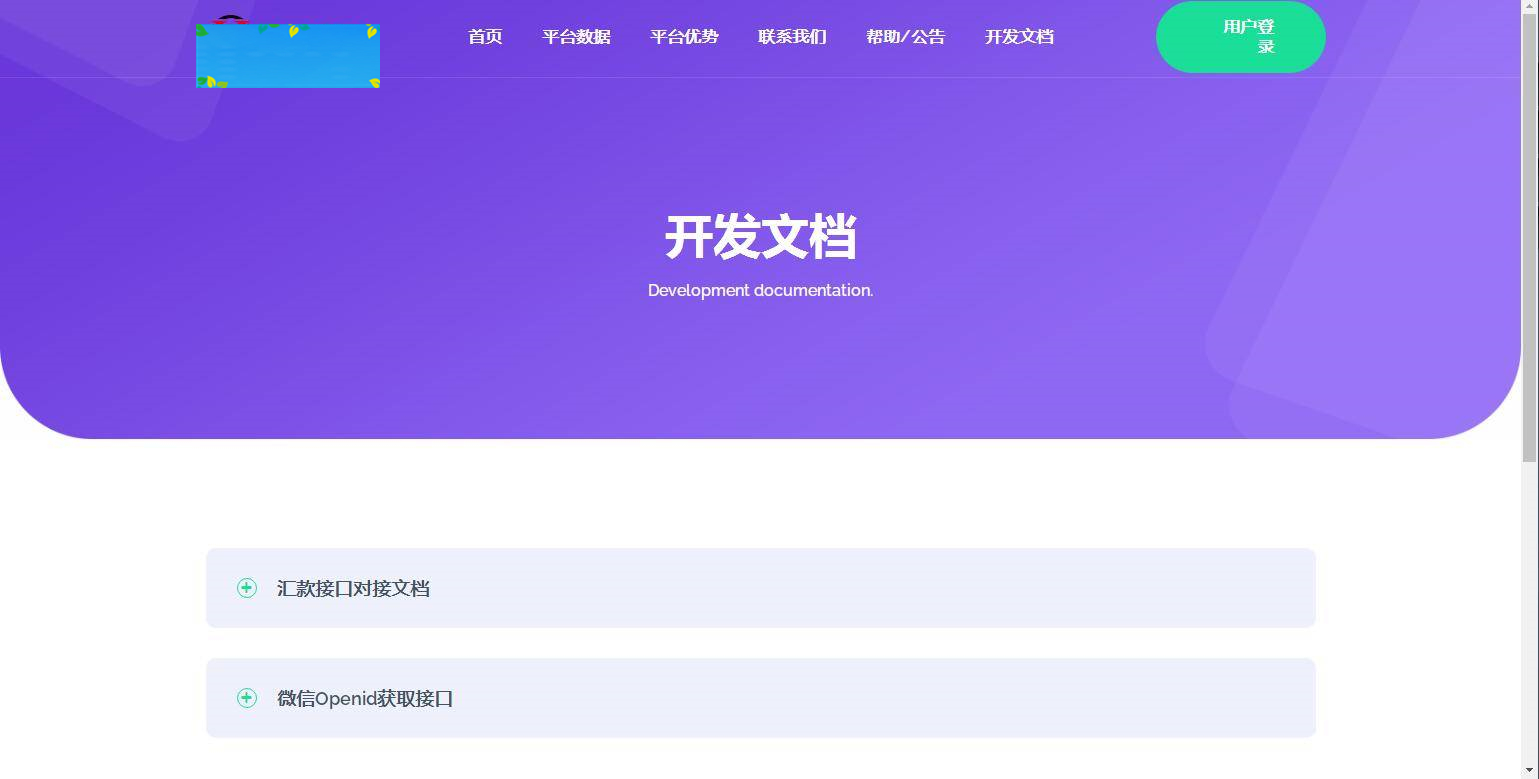 首页
平台数据
平台优势
联系我们
帮助/公告
开发文档
用户登
录
开发文档
Development documentation.
汇款接口对接文档
微信Openid获取接口